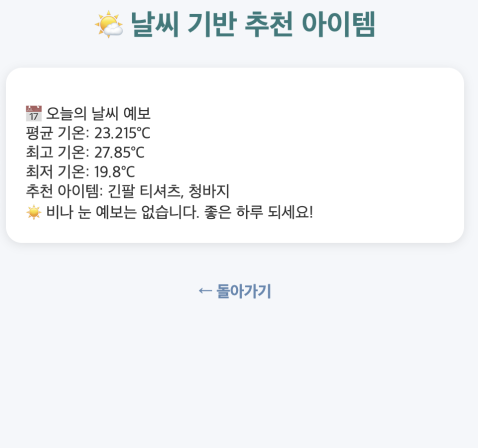 🌤️ 날씨 기반 추천 아이템
📅 오늘의 날씨 예보
평균 기온: 23.215°C
최고 기온: 27.85°C
최저 기온: 19.8°C
추천 아이템: 긴팔 티셔츠, 청바지
☀️ 비나 눈 예보는 없습니다. 좋은 하루 되세요!
← 돌아가기